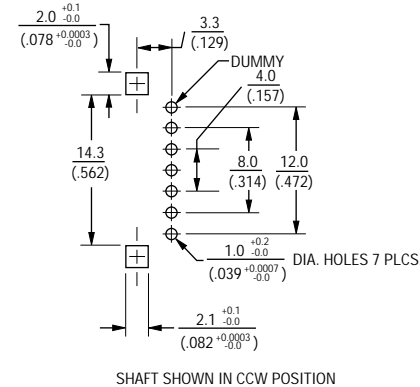 2.0 +0.1 -0.0
(.078 +0.0003 -0.0)
3.3
(.129)
DUMMY
4.0
(.157)
14.3
(.562)
8.0
(.314)
12.0
(.472)
1.0 +0.2 -0.0 DIA. HOLES 7 PLCS
(.039 +0.0007 -0.0)
2.1 +0.1 -0.0
(.082 +0.0003 -0.0)
SHAFT SHOWN IN CCW POSITION